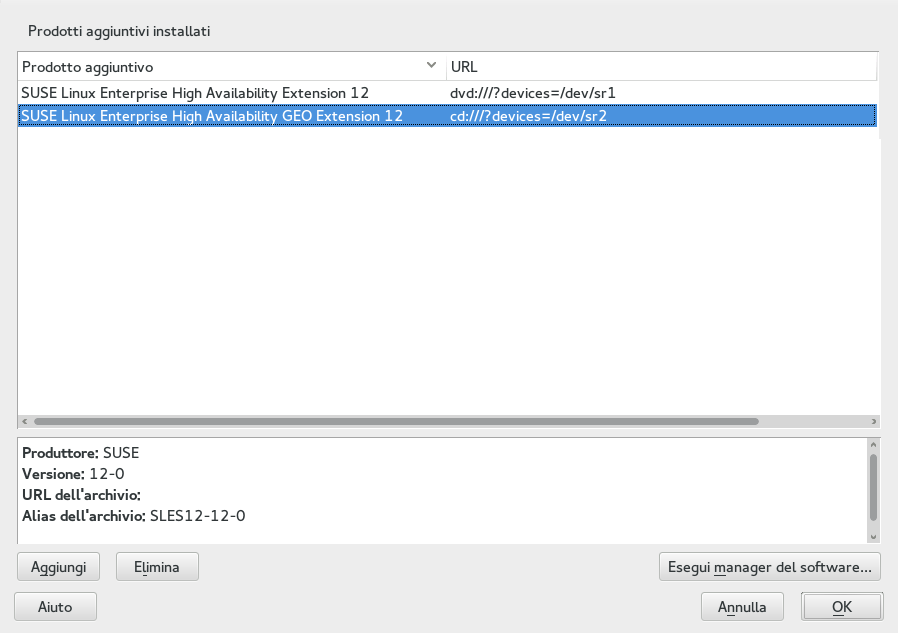 Prodotti aggiuntivi installati
Prodotto aggiuntivo URL
SUSE Linux Enterprise High Availability Extension 12 dvd:///?devices=/dev/sr1
SUSE Linux Enterprise High Availability GEO Extension 12 cd:///?devices=/dev/sr2
Produttore: SUSE
Versione: 12-0
URL dell'archivio:
Alias dell'archivio: SLES12-12-0
Aggiungi Elimina Esegui manager del software...
Aiuto Annulla OK